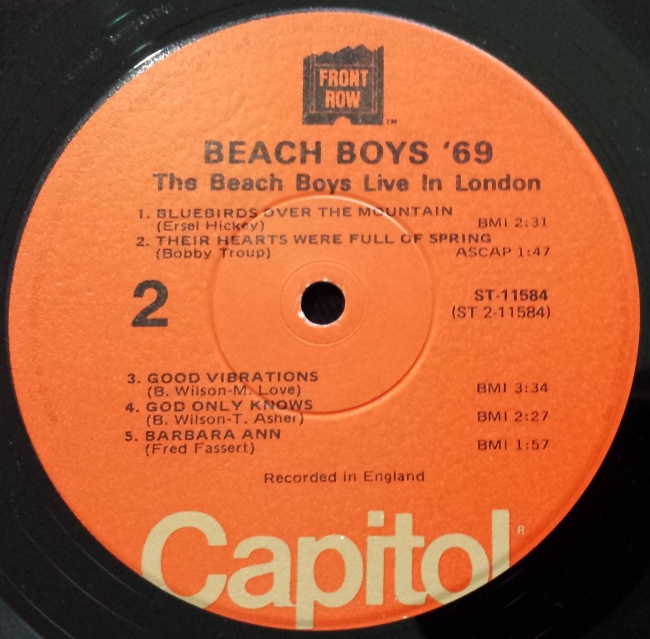 FRONT
ROW
TM
BEACH BOYS '69
The Beach Boys Live In London
1. BLUEBIRDS OVER THE MOUNTAIN
(Ersel Hickey) BMI 2:31
2. THEIR HEARTS WERE FULL OF SPRING
(Bobby Troup) ASCAP 1:47
2
ST-11584
(ST 2-11584)
3. GOOD VIBRATIONS
(B. Wilson-M. Love) BMI 3:34
4. GOD ONLY KNOWS
(B. Wilson-T. Asher) BMI 2:27
5. BARBARA ANN
(Fred Fassert) BMI 1:57
Recorded in England
Capitol®